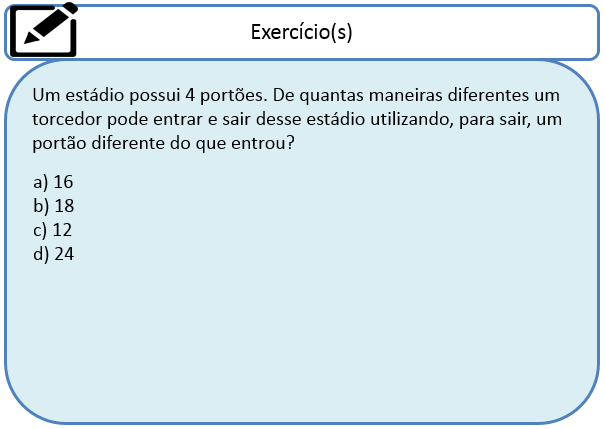 Exercício(s)
Um estádio possui 4 portões. De quantas maneiras diferentes um
torcedor pode entrar e sair desse estádio utilizando, para sair, um
portão diferente do que entrou?
a) 16
b) 18
c) 12
d) 24